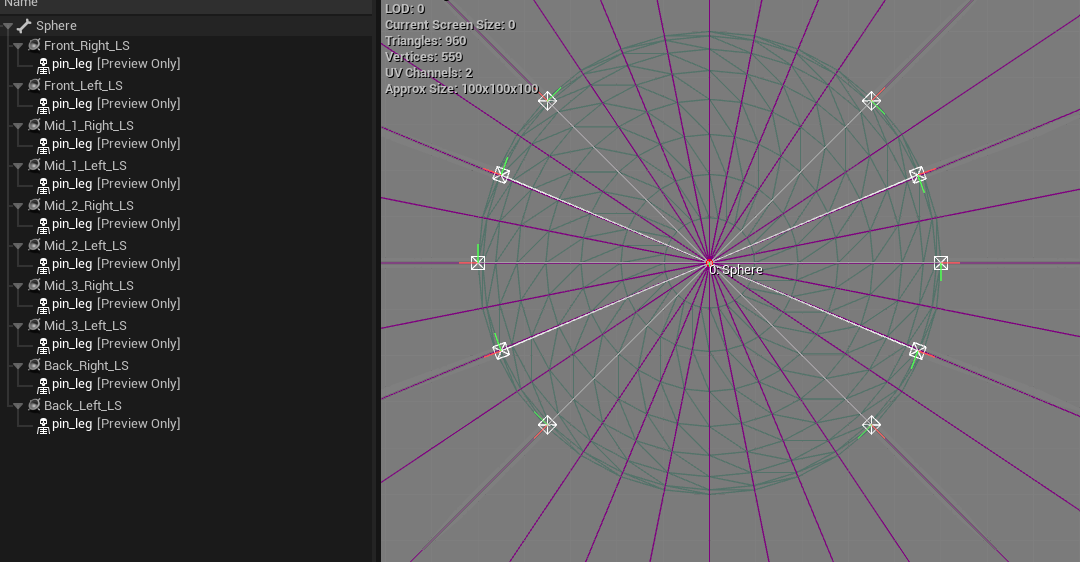 Name
Sphere
Front_Right_LS
pin_leg [Preview Only]
Front_Left_LS
pin_leg [Preview Only]
Mid_1_Right_LS
pin_leg [Preview Only]
Mid_1_Left_LS
pin_leg [Preview Only]
Mid_2_Right_LS
pin_leg [Preview Only]
Mid_2_Left_LS
pin_leg [Preview Only]
Mid_3_Right_LS
pin_leg [Preview Only]
Mid_3_Left_LS
pin_leg [Preview Only]
Back_Right_LS
pin_leg [Preview Only]
Back_Left_LS
pin_leg [Preview Only]
LOD: 0
Current Screen Size: 0
Triangles: 960
Vertices: 559
UV Channels: 2
Approx Size: 100x100x100
0: Sphere